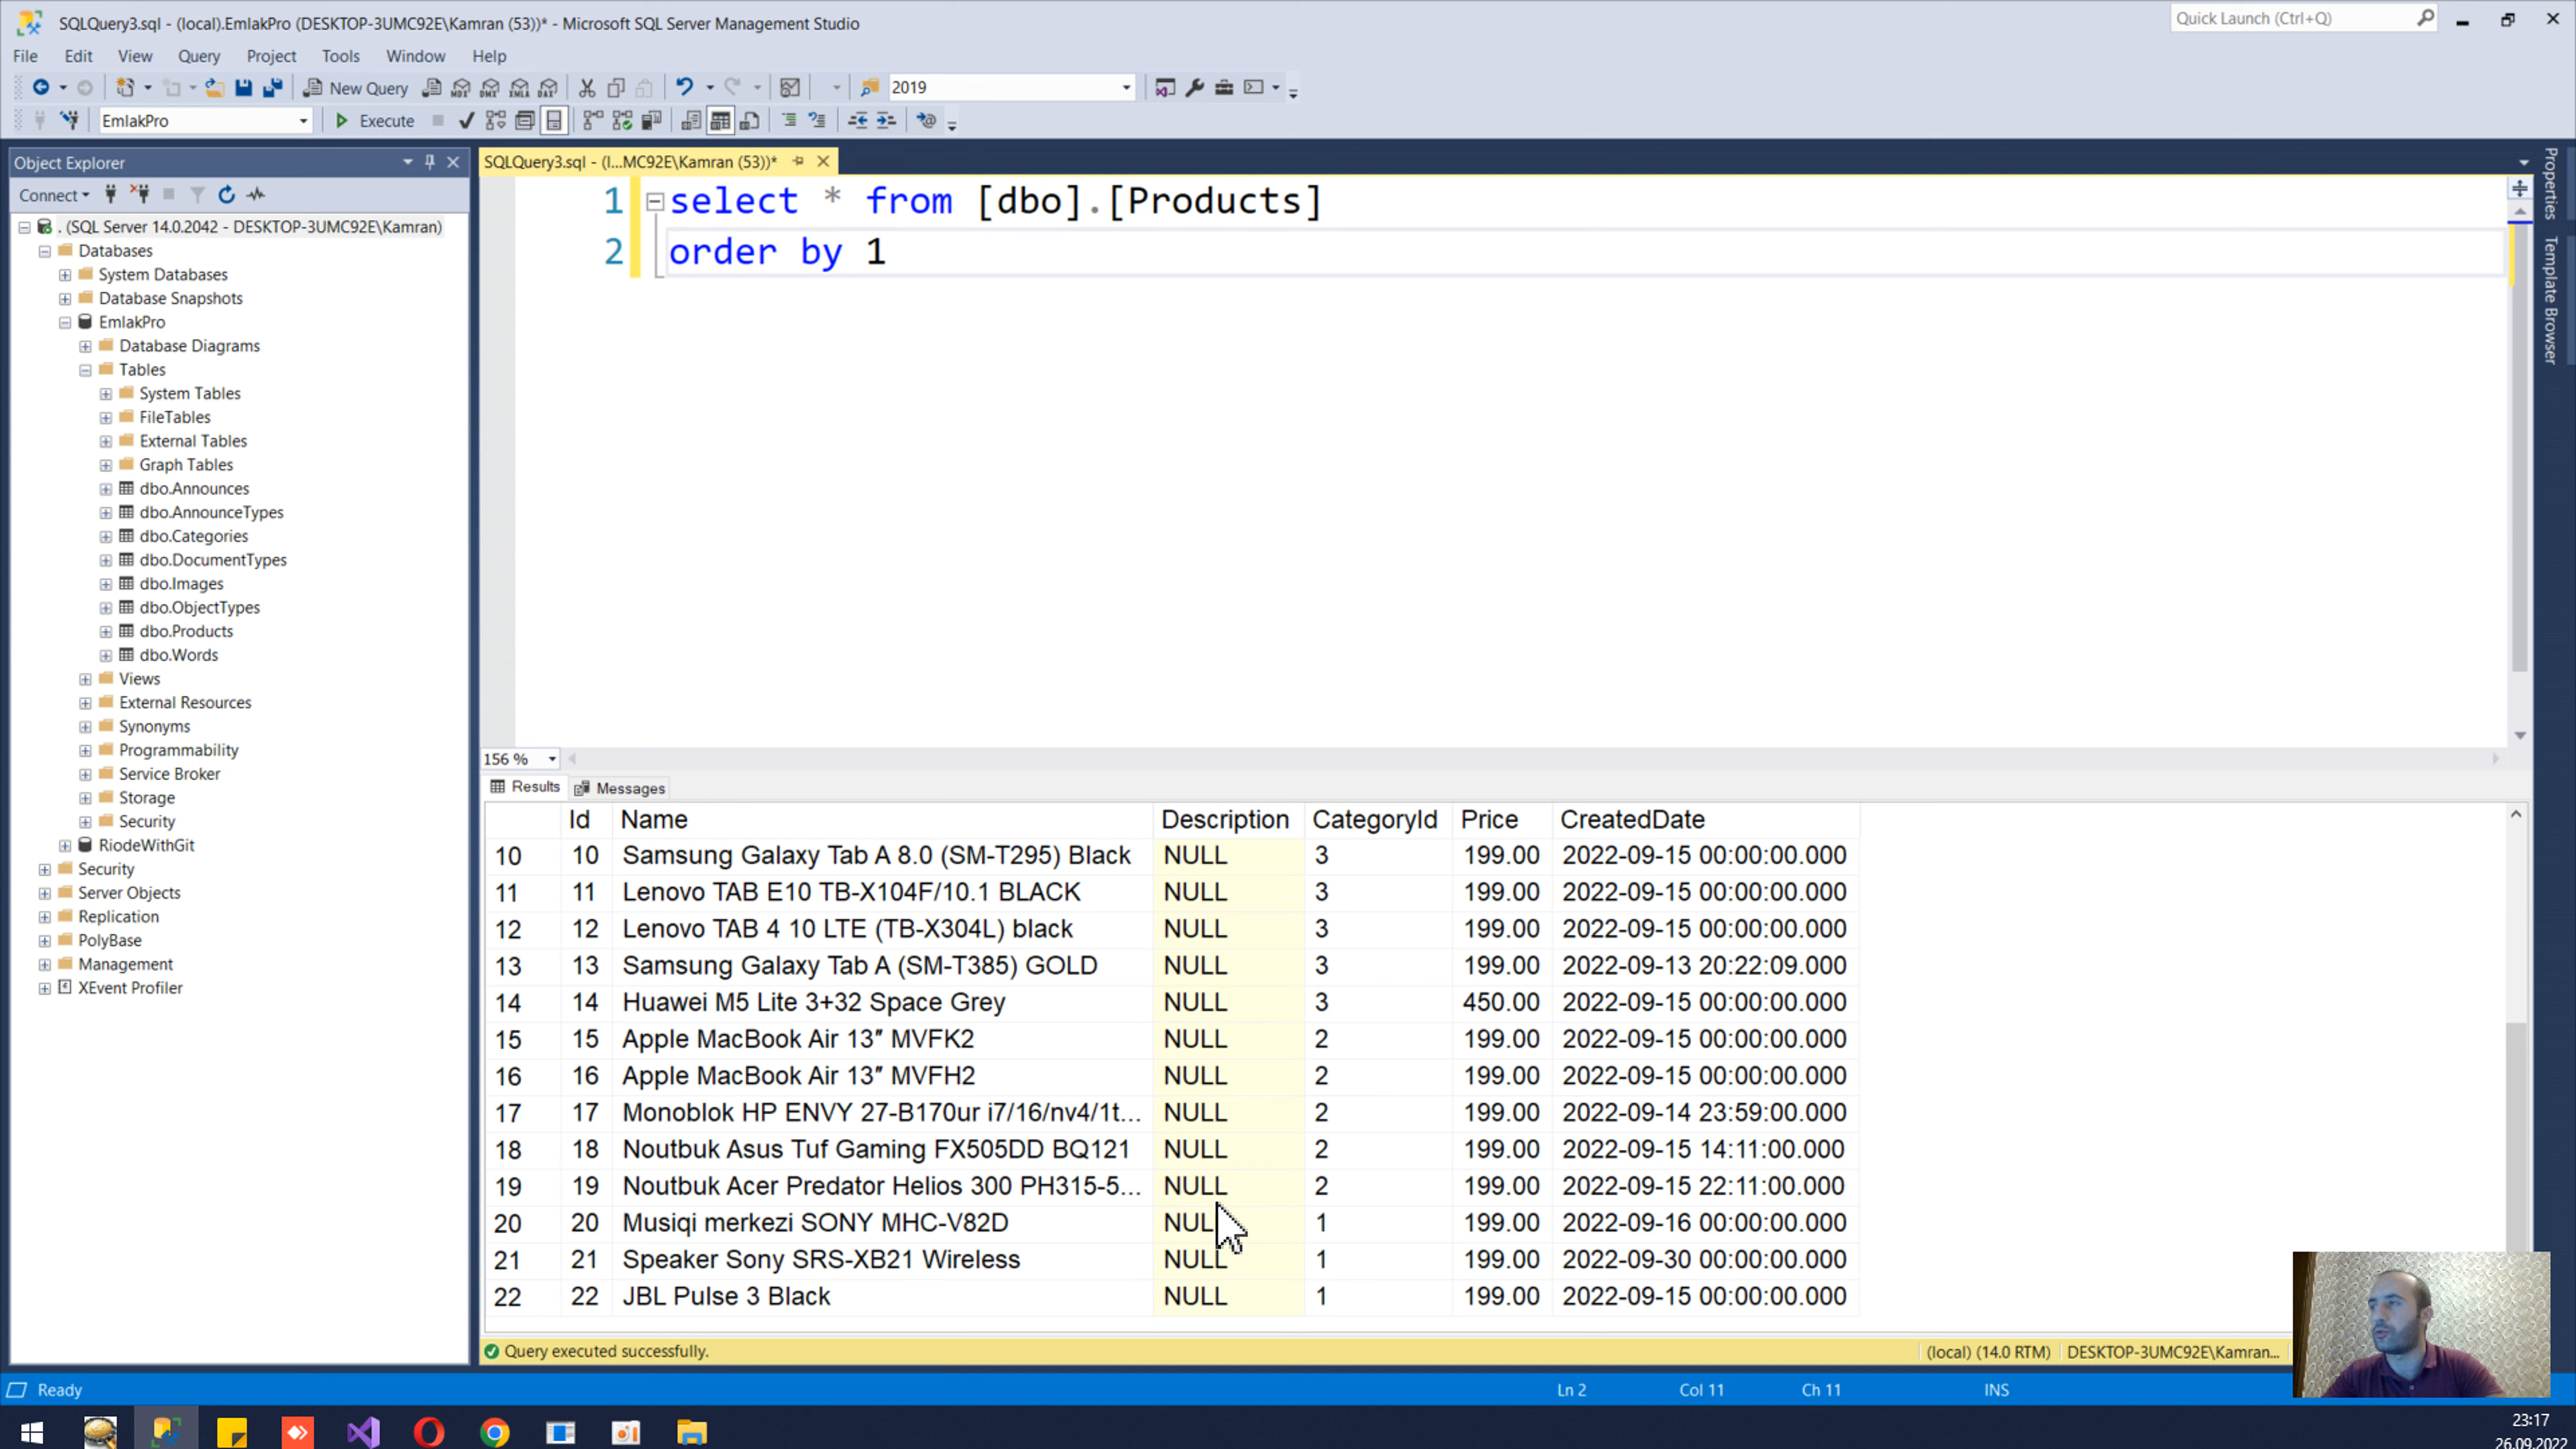 SQLQuery3.sql - (local).EmlakPro (DESKTOP-3UMC92E\Kamran (53))* - Microsoft SQL Server Management Studio
Quick Launch (Ctrl+Q)
File Edit View Query Project Tools Window Help
New Query MDX DMX XMLA DAX 2019
EmlakPro Execute
Object Explorer
SQLQuery3.sql - (l...MC92E\Kamran (53))*
Connect
. (SQL Server 14.0.2042 - DESKTOP-3UMC92E\Kamran)
Databases
System Databases
Database Snapshots
EmlakPro
Database Diagrams
Tables
System Tables
FileTables
External Tables
Graph Tables
dbo.Announces
dbo.AnnounceTypes
dbo.Categories
dbo.DocumentTypes
dbo.Images
dbo.ObjectTypes
dbo.Products
dbo.Words
Views
External Resources
Synonyms
Programmability
Service Broker
Storage
Security
RiodeWithGit
Security
Server Objects
Replication
PolyBase
Management
XEvent Profiler
1 select * from [dbo].[Products]
2 order by 1
Properties
Template Browser
156 %
Results Messages
Id Name Description CategoryId Price CreatedDate
10 10 Samsung Galaxy Tab A 8.0 (SM-T295) Black NULL 3 199.00 2022-09-15 00:00:00.000
11 11 Lenovo TAB E10 TB-X104F/10.1 BLACK NULL 3 199.00 2022-09-15 00:00:00.000
12 12 Lenovo TAB 4 10 LTE (TB-X304L) black NULL 3 199.00 2022-09-15 00:00:00.000
13 13 Samsung Galaxy Tab A (SM-T385) GOLD NULL 3 199.00 2022-09-13 20:22:09.000
14 14 Huawei M5 Lite 3+32 Space Grey NULL 3 450.00 2022-09-15 00:00:00.000
15 15 Apple MacBook Air 13″ MVFK2 NULL 2 199.00 2022-09-15 00:00:00.000
16 16 Apple MacBook Air 13″ MVFH2 NULL 2 199.00 2022-09-15 00:00:00.000
17 17 Monoblok HP ENVY 27-B170ur i7/16/nv4/1t... NULL 2 199.00 2022-09-14 23:59:00.000
18 18 Noutbuk Asus Tuf Gaming FX505DD BQ121 NULL 2 199.00 2022-09-15 14:11:00.000
19 19 Noutbuk Acer Predator Helios 300 PH315-5... NULL 2 199.00 2022-09-15 22:11:00.000
20 20 Musiqi merkezi SONY MHC-V82D NULL 1 199.00 2022-09-16 00:00:00.000
21 21 Speaker Sony SRS-XB21 Wireless NULL 1 199.00 2022-09-30 00:00:00.000
22 22 JBL Pulse 3 Black NULL 1 199.00 2022-09-15 00:00:00.000
Query executed successfully. (local) (14.0 RTM) DESKTOP-3UMC92E\Kamran...
Ready Ln 2 Col 11 Ch 11 INS
23:17
26.09.2022